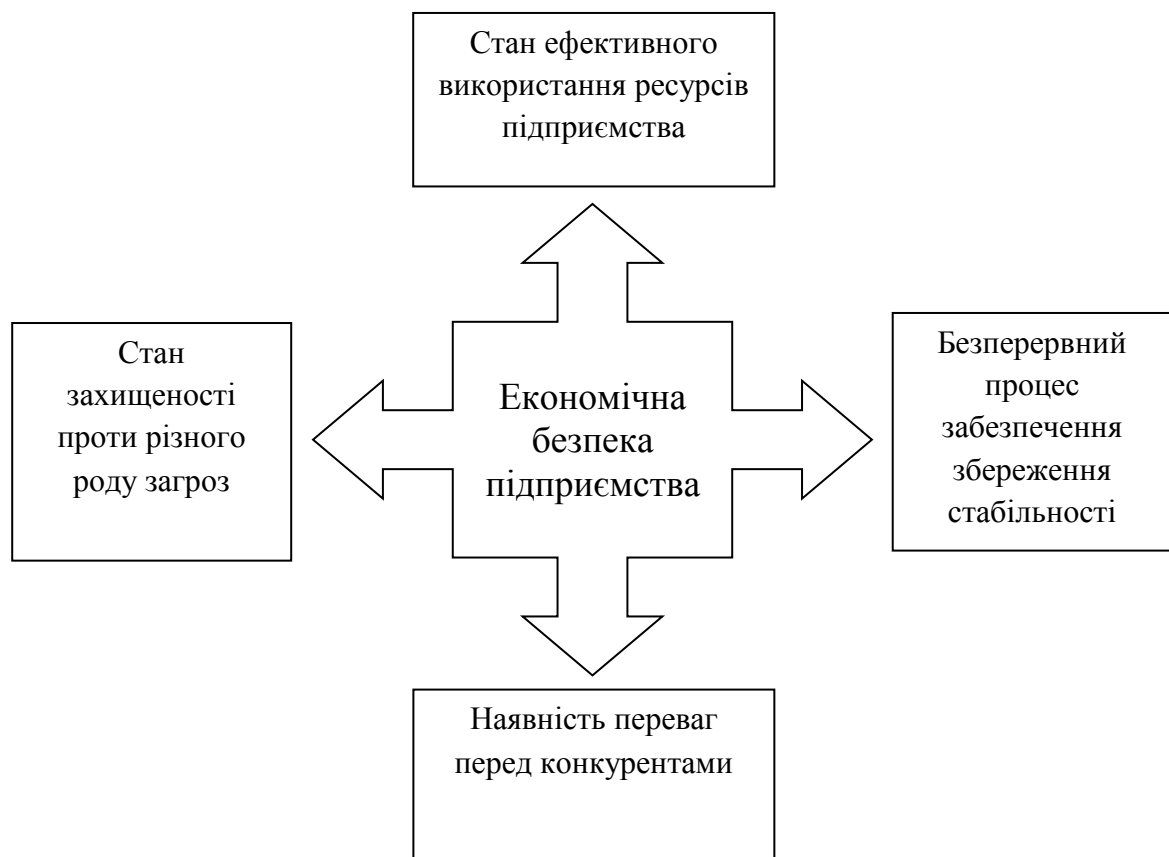 Стан ефективного
використання ресурсів
підприємства
Стан
захищеності
проти різного
роду загроз
Економічна
безпека
підприємства
Безперервний
процес
забезпечення
збереження
стабільності
Наявність переваг
перед конкурентами